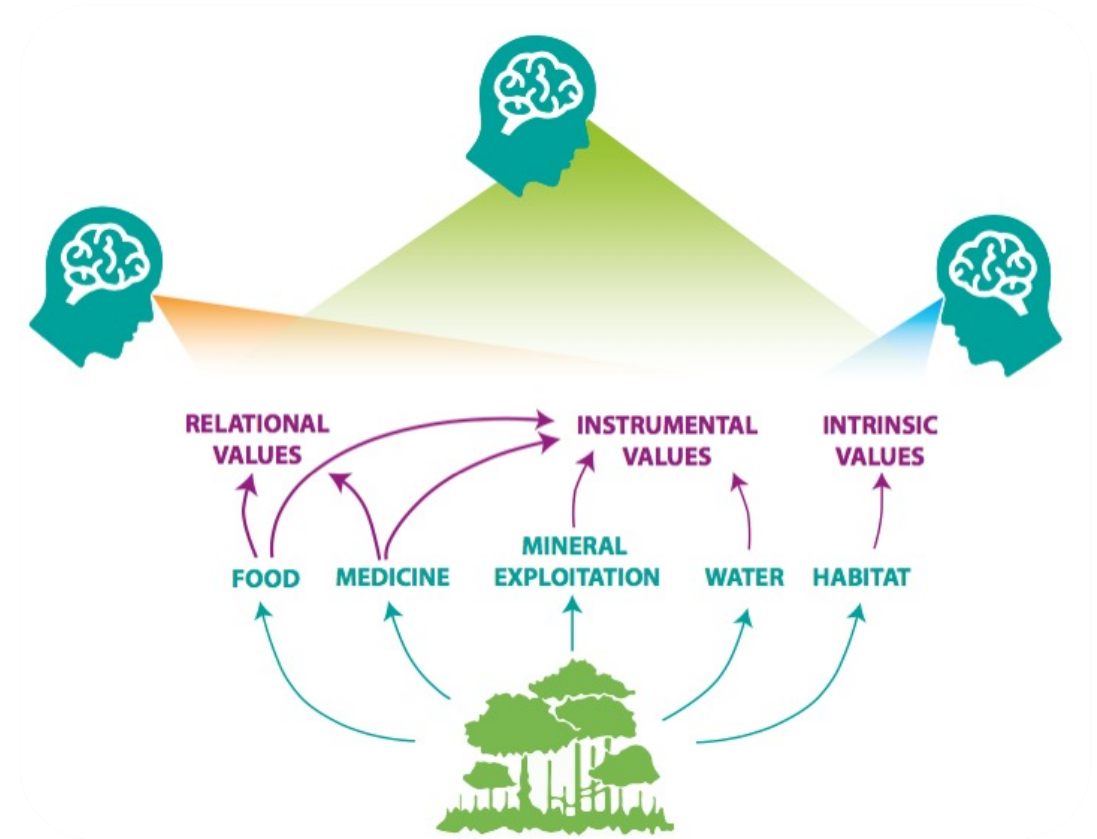 RELATIONAL
VALUES
INSTRUMENTAL
VALUES
INTRINSIC
VALUES
FOOD
MEDICINE
MINERAL
EXPLOITATION
WATER
HABITAT